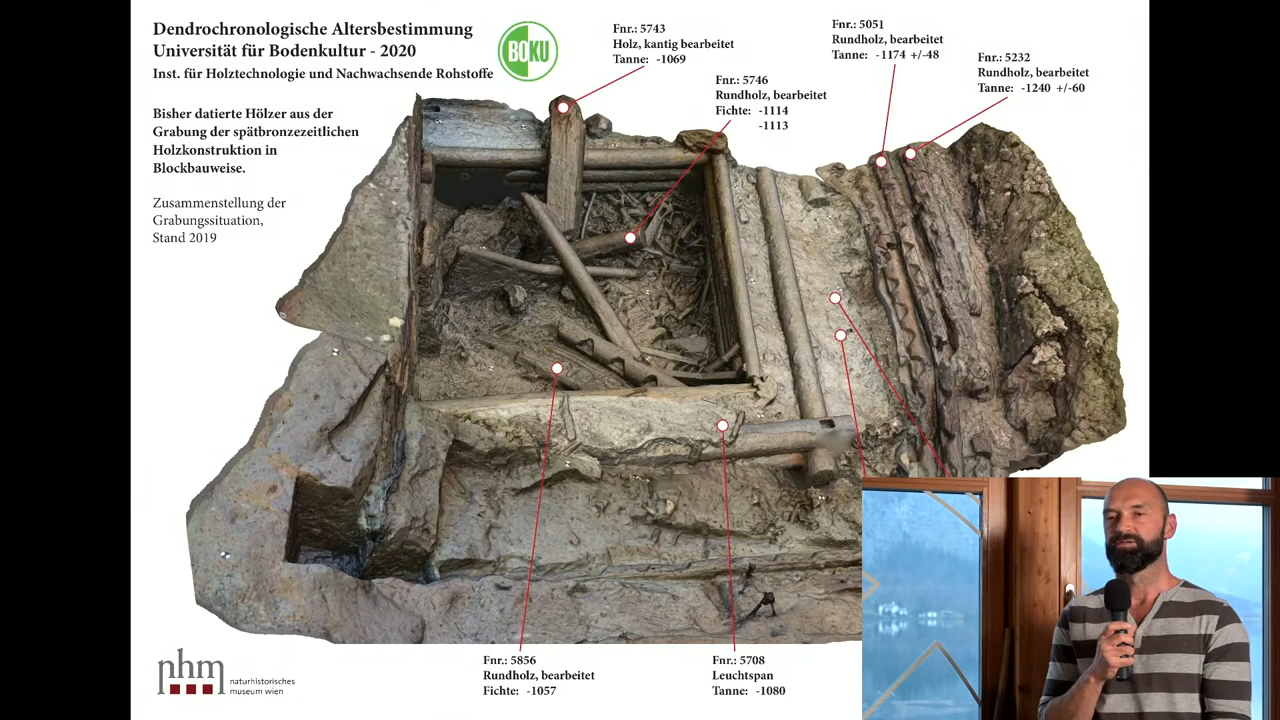 Dendrochronologische Altersbestimmung
Universität für Bodenkultur - 2020
Inst. für Holztechnologie und Nachwachsende Rohstoffe
BOKU
Bisher datierte Hölzer aus der
Grabung der spätbronzezeitlichen
Holzkonstruktion in
Blockbauweise.
Zusammenstellung der
Grabungssituation,
Stand 2019
Fnr.: 5743
Holz, kantig bearbeitet
Tanne: -1069
Fnr.: 5746
Rundholz, bearbeitet
Fichte: -1114
-1113
Fnr.: 5051
Rundholz, bearbeitet
Tanne: -1174 +/-48
Fnr.: 5232
Rundholz, bearbeitet
Tanne: -1240 +/-60
Fnr.: 5856
Rundholz, bearbeitet
Fichte: -1057
Fnr.: 5708
Leuchtspan
Tanne: -1080
nhm
naturhistorisches
museum wien